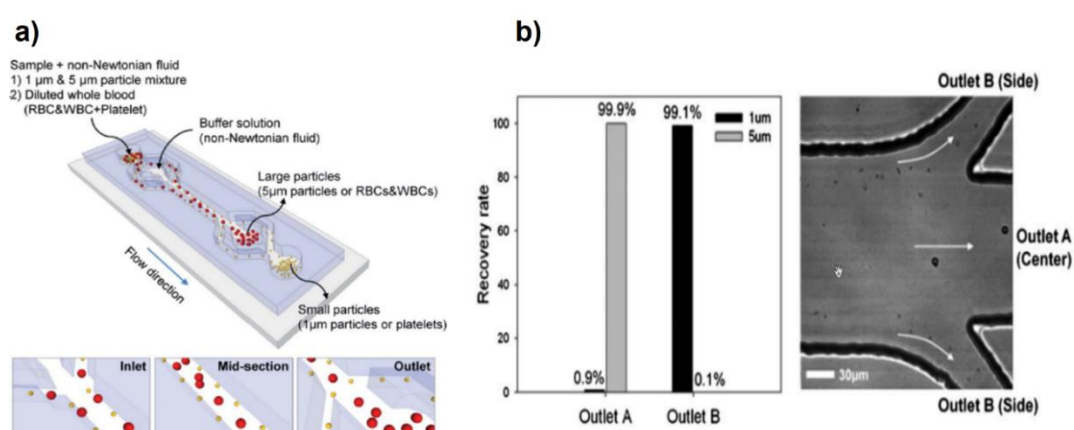 a)
Sample + non-Newtonian fluid
1) 1 μm & 5 μm particle mixture
2) Diluted whole blood
(RBC&WBC+Platelet)
Buffer solution
(non-Newtonian fluid)
Large particles
(5μm particles or RBCs&WBCs)
Flow direction
Small particles
(1μm particles or platelets)
Inlet
Mid-section
Outlet
b)
Recovery rate
100
80
60
40
20
0
99.9%
99.1%
1um
5um
0.9%
0.1%
Outlet A
Outlet B
Outlet B (Side)
Outlet A
(Center)
30μm
Outlet B (Side)